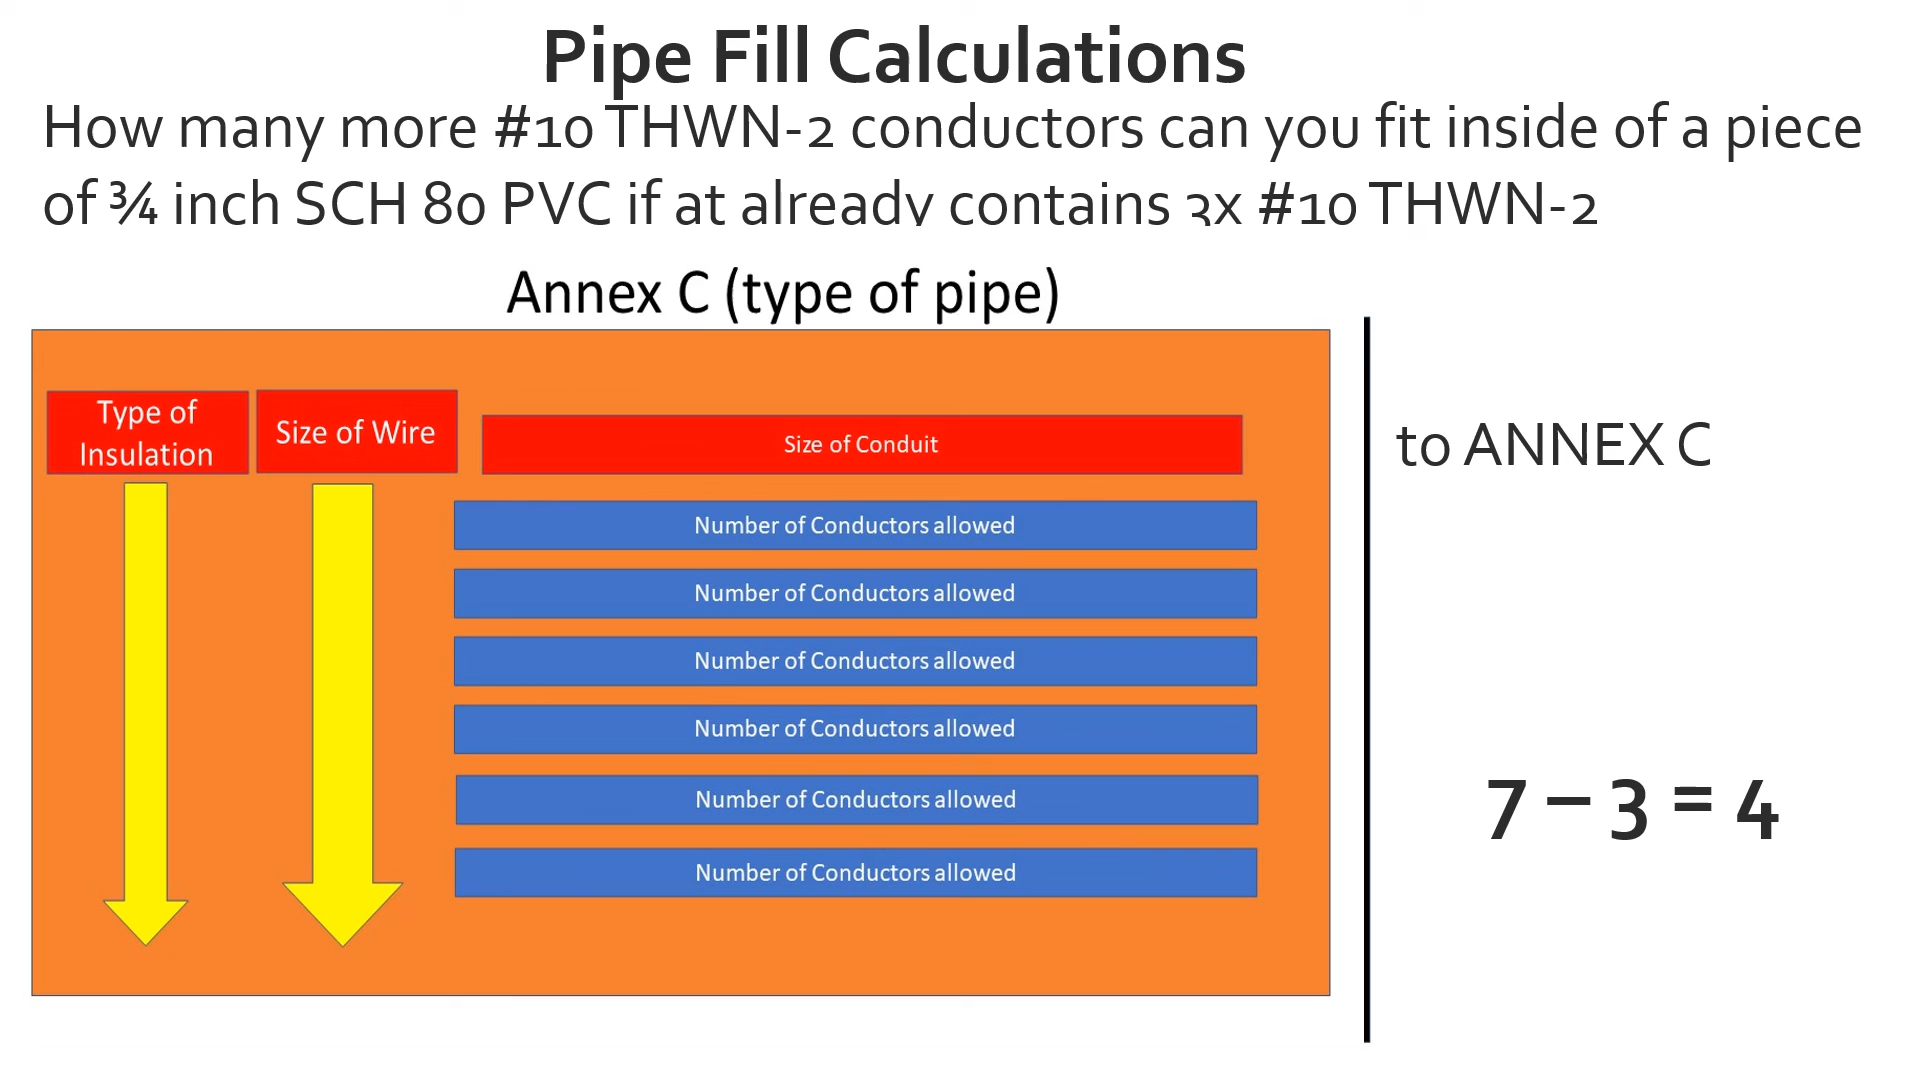 Pipe Fill Calculations
How many more #10 THWN-2 conductors can you fit inside of a piece
of ¾ inch SCH 80 PVC if at already contains 3x #10 THWN-2
Annex C (type of pipe)
Type of
Insulation
Size of Wire
Size of Conduit
Number of Conductors allowed
Number of Conductors allowed
Number of Conductors allowed
Number of Conductors allowed
Number of Conductors allowed
Number of Conductors allowed
to ANNEX C
7 – 3 = 4